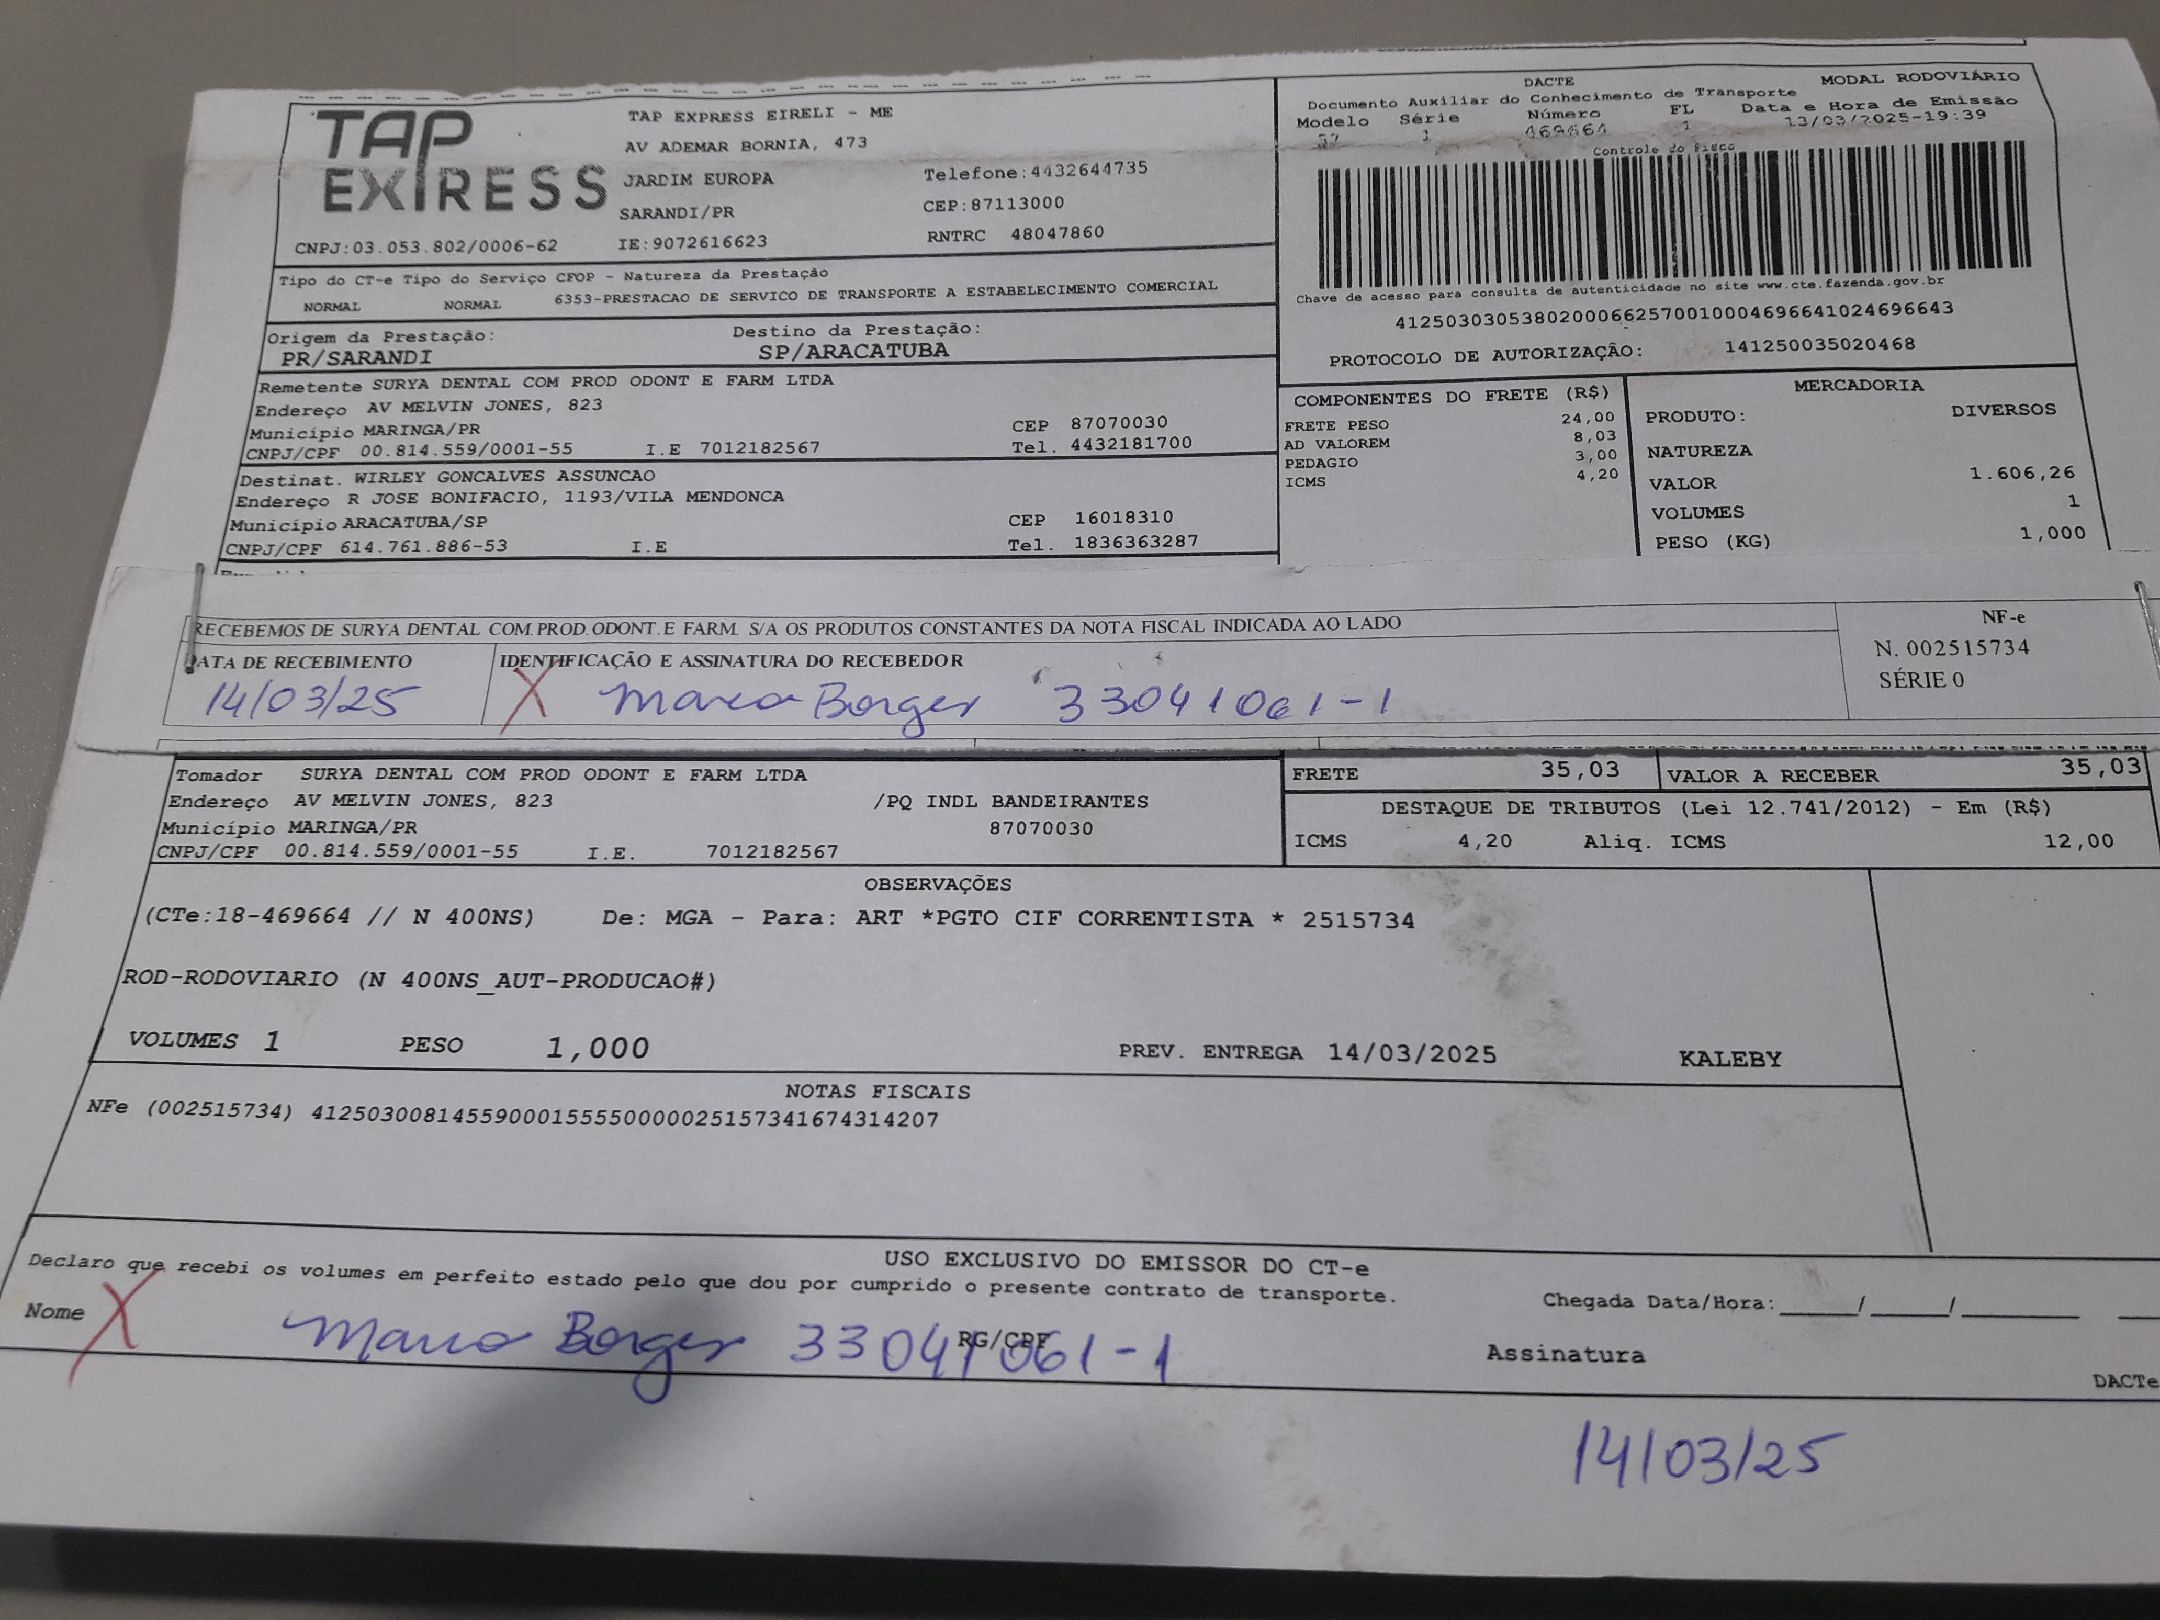 TAP
EXPRESS
TAP EXPRESS EIRELI - ME
AV ADEMAR BORNIA, 473
JARDIM EUROPA
Telefone:4432644735
SARANDI/PR
CEP:87113000
CNPJ:03.053.802/0006-62
IE:9072616623
RNTRC 48047860
DACTE
MODAL RODOVIÁRIO
Documento Auxiliar do Conhecimento de Transporte
Modelo Série Número FL Data e Hora de Emissão
57 1 469664 1 13/03/2025-19:39
Controle do Fisco
Chave de acesso para consulta de autenticidade no site www.cte.fazenda.gov.br
41250303053802000662570010004696641024696643
PROTOCOLO DE AUTORIZAÇÃO: 141250035020468
Tipo do CT-e Tipo do Serviço CFOP - Natureza da Prestação
NORMAL NORMAL 6353-PRESTACAO DE SERVICO DE TRANSPORTE A ESTABELECIMENTO COMERCIAL
Origem da Prestação: Destino da Prestação:
PR/SARANDI SP/ARACATUBA
Remetente SURYA DENTAL COM PROD ODONT E FARM LTDA
Endereço AV MELVIN JONES, 823
Município MARINGA/PR CEP 87070030
CNPJ/CPF 00.814.559/0001-55 I.E 7012182567 Tel. 4432181700
Destinat. WIRLEY GONCALVES ASSUNCAO
Endereço R JOSE BONIFACIO, 1193/VILA MENDONCA
Município ARACATUBA/SP CEP 16018310
CNPJ/CPF 614.761.886-53 I.E Tel. 1836363287
COMPONENTES DO FRETE (R$)
FRETE PESO 24,00
AD VALOREM 8,03
PEDAGIO 3,00
ICMS 4,20
MERCADORIA
PRODUTO: DIVERSOS
NATUREZA
VALOR 1.606,26
VOLUMES 1
PESO (KG) 1,000
RECEBEMOS DE SURYA DENTAL COM.PROD.ODONT.E FARM. S/A OS PRODUTOS CONSTANTES DA NOTA FISCAL INDICADA AO LADO
DATA DE RECEBIMENTO
14/03/25
IDENTIFICAÇÃO E ASSINATURA DO RECEBEDOR
X Marco Borges 33041061-1
NF-e
N. 002515734
SÉRIE 0
Tomador SURYA DENTAL COM PROD ODONT E FARM LTDA
Endereço AV MELVIN JONES, 823 /PQ INDL BANDEIRANTES
Município MARINGA/PR 87070030
CNPJ/CPF 00.814.559/0001-55 I.E. 7012182567
FRETE 35,03 VALOR A RECEBER 35,03
DESTAQUE DE TRIBUTOS (Lei 12.741/2012) - Em (R$)
ICMS 4,20 Aliq. ICMS 12,00
OBSERVAÇÕES
(CTe:18-469664 // N 400NS) De: MGA - Para: ART *PGTO CIF CORRENTISTA * 2515734
ROD-RODOVIARIO (N 400NS_AUT-PRODUCAO#)
VOLUMES 1 PESO 1,000 PREV. ENTREGA 14/03/2025 KALEBY
NOTAS FISCAIS
NFe (002515734) 41250300814559000155550000025157341674314207
USO EXCLUSIVO DO EMISSOR DO CT-e
Declaro que recebi os volumes em perfeito estado pelo que dou por cumprido o presente contrato de transporte.
Nome X Marco Borges 33041061-1 RG/CPF
Chegada Data/Hora:_____/_____/_______
Assinatura
DACTe
14/03/25